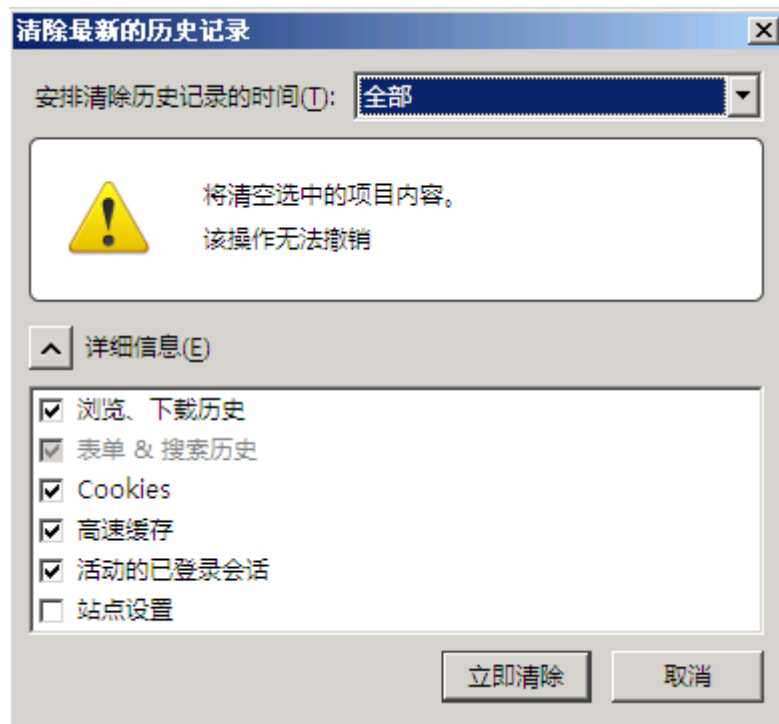 清除最新的历史记录
安排清除历史记录的时间(T): 全部
将清空选中的项目内容。
该操作无法撤销
详细信息(E)
浏览、下载历史
表单 & 搜索历史
Cookies
高速缓存
活动的已登录会话
站点设置
立即清除 取消